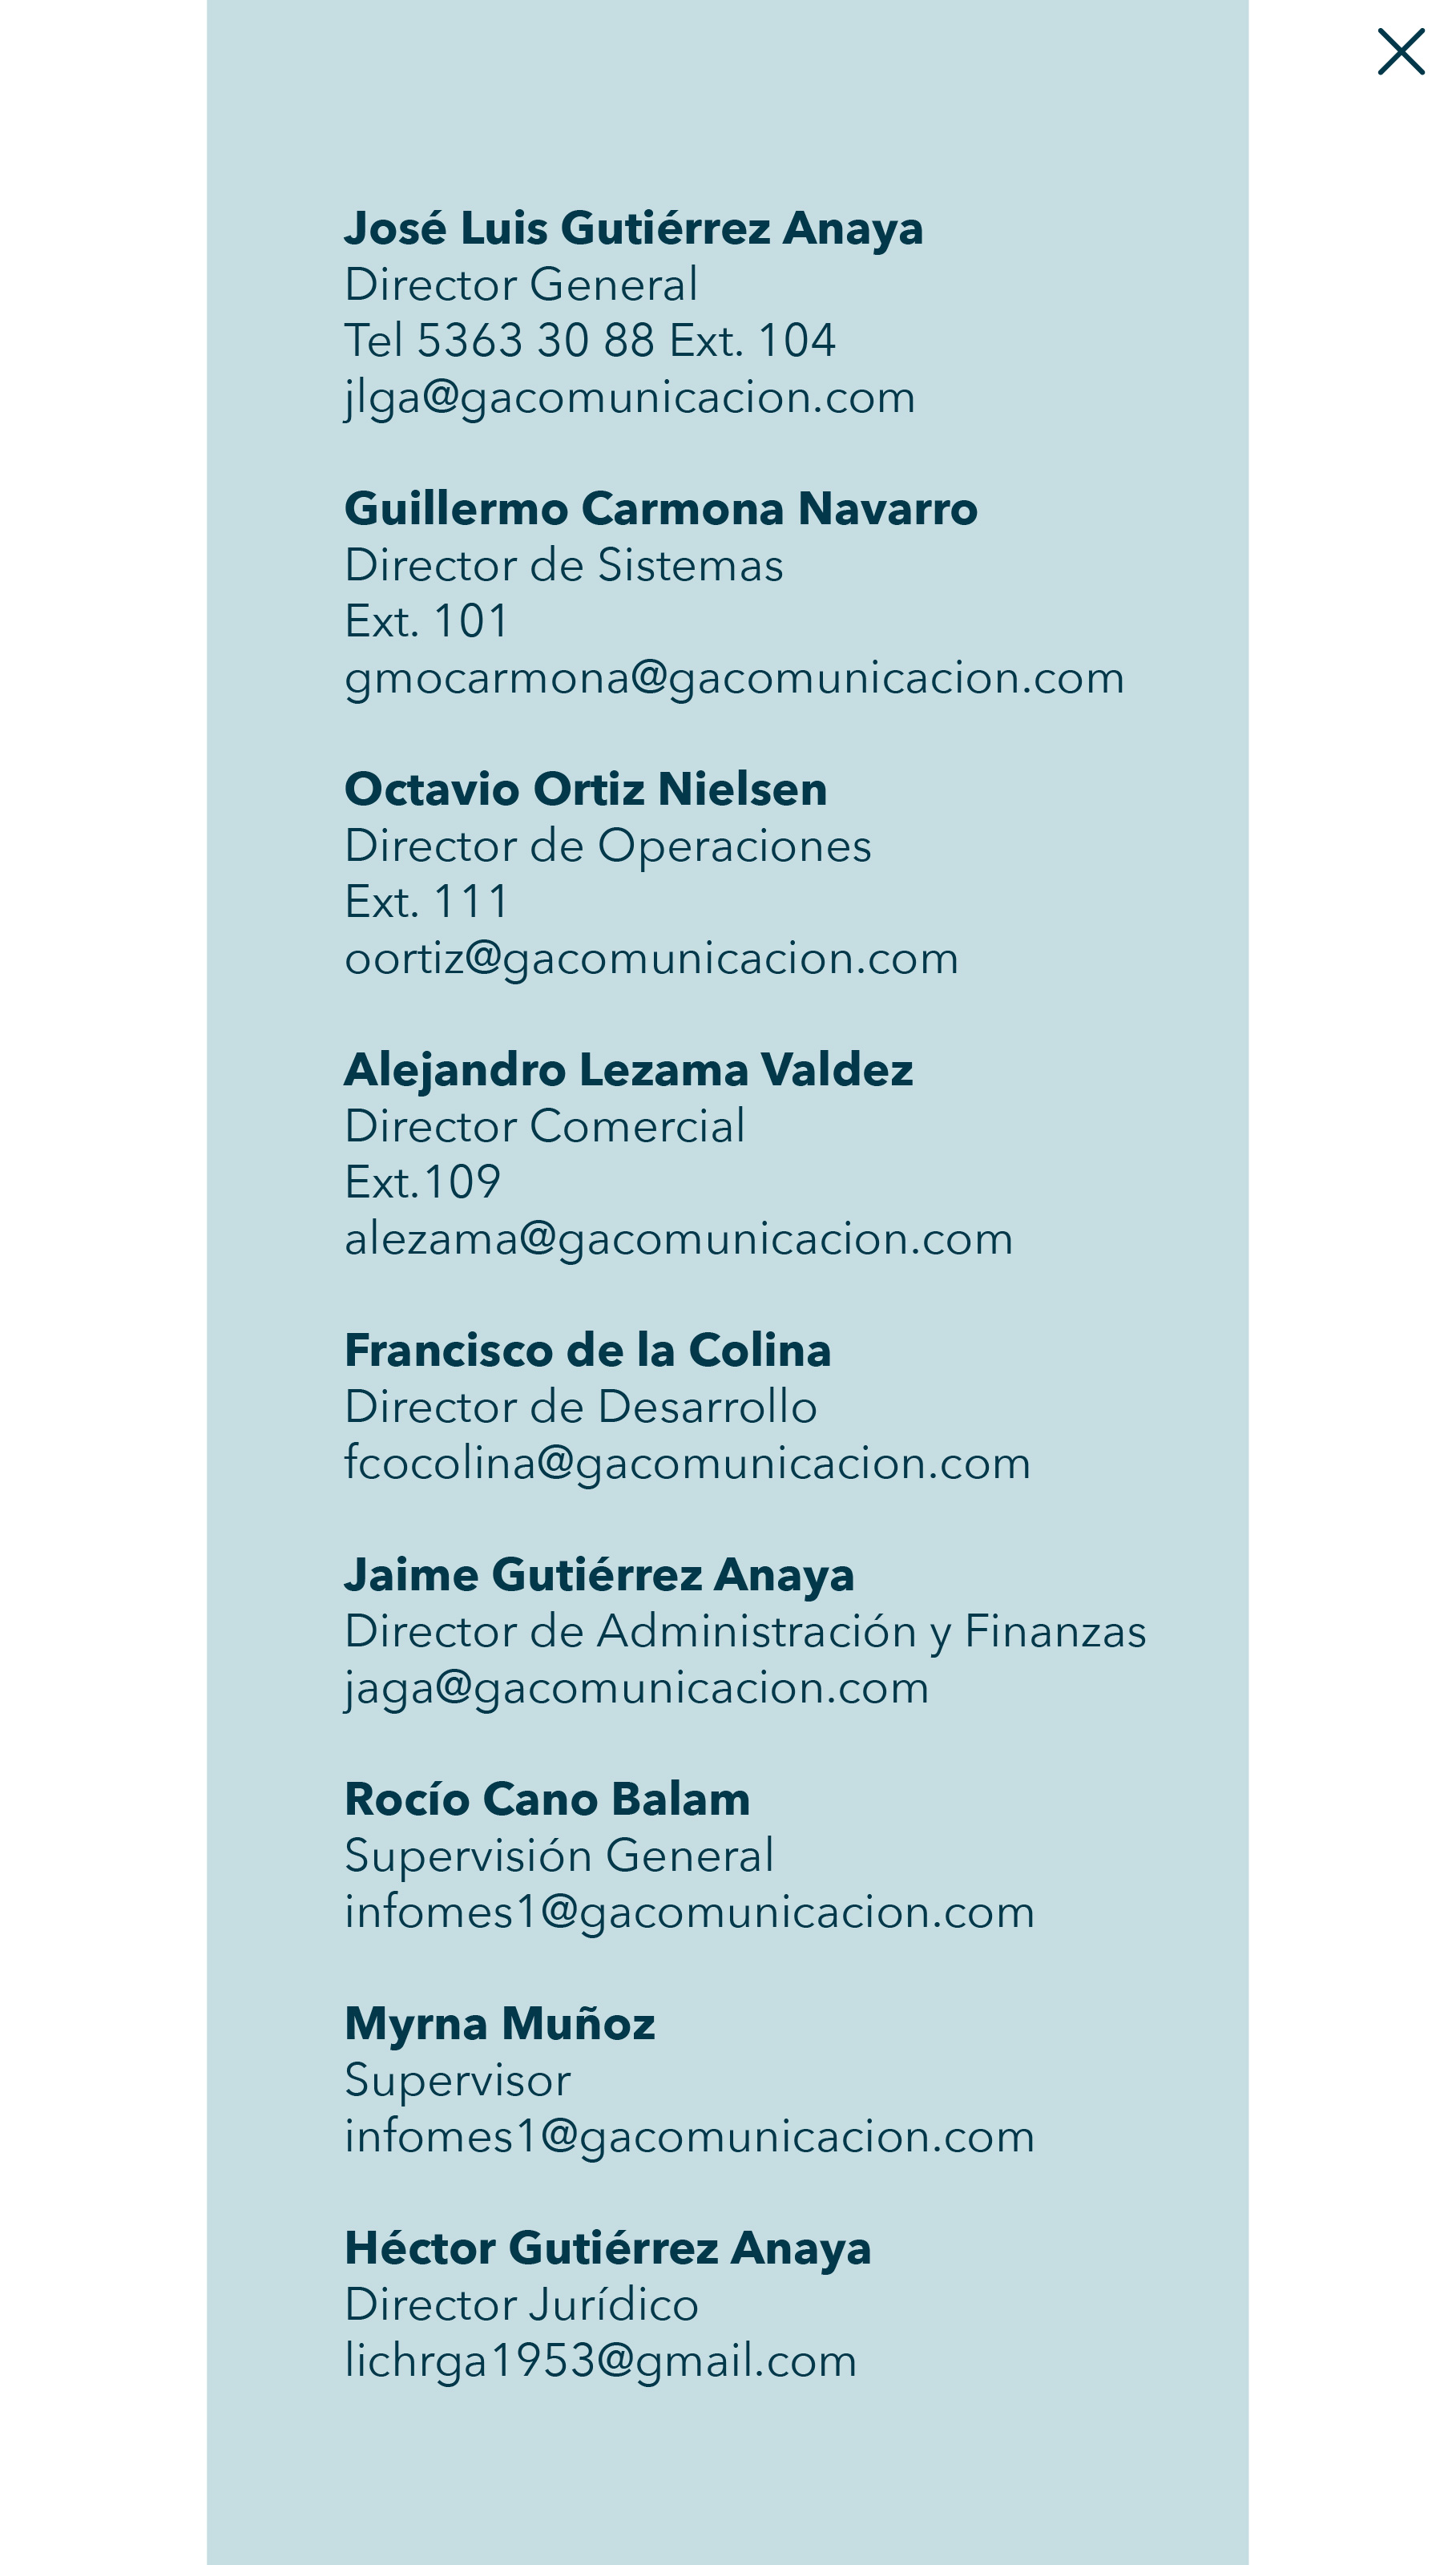 José Luis Gutiérrez Anaya
Director General
Tel 5363 30 88 Ext. 104
jlga@gacomunicacion.com
Guillermo Carmona Navarro
Director de Sistemas
Ext. 101
gmocarmona@gacomunicacion.com
Octavio Ortiz Nielsen
Director de Operaciones
Ext. 111
oortiz@gacomunicacion.com
Alejandro Lezama Valdez
Director Comercial
Ext.109
alezama@gacomunicacion.com
Francisco de la Colina
Director de Desarrollo
fcocolina@gacomunicacion.com
Jaime Gutiérrez Anaya
Director de Administración y Finanzas
jaga@gacomunicacion.com
Rocío Cano Balam
Supervisión General
infomes1@gacomunicacion.com
Myrna Muñoz
Supervisor
infomes1@gacomunicacion.com
Héctor Gutiérrez Anaya
Director Jurídico
lichrga1953@gmail.com